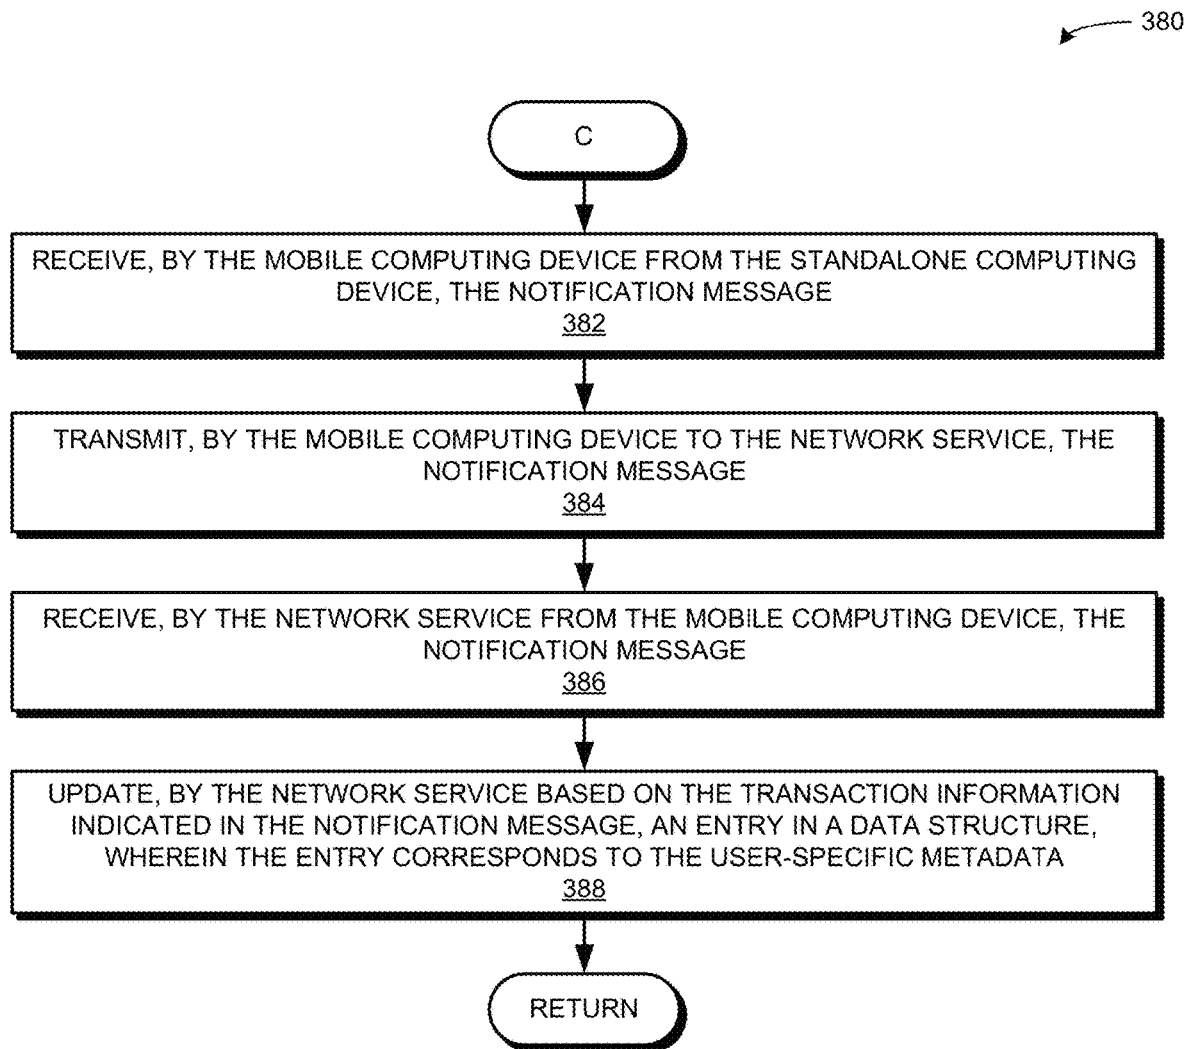 380
C
RECEIVE, BY THE MOBILE COMPUTING DEVICE FROM THE STANDALONE COMPUTING
DEVICE, THE NOTIFICATION MESSAGE
382
TRANSMIT, BY THE MOBILE COMPUTING DEVICE TO THE NETWORK SERVICE, THE
NOTIFICATION MESSAGE
384
RECEIVE, BY THE NETWORK SERVICE FROM THE MOBILE COMPUTING DEVICE, THE
NOTIFICATION MESSAGE
386
UPDATE, BY THE NETWORK SERVICE BASED ON THE TRANSACTION INFORMATION
INDICATED IN THE NOTIFICATION MESSAGE, AN ENTRY IN A DATA STRUCTURE,
WHEREIN THE ENTRY CORRESPONDS TO THE USER-SPECIFIC METADATA
388
RETURN